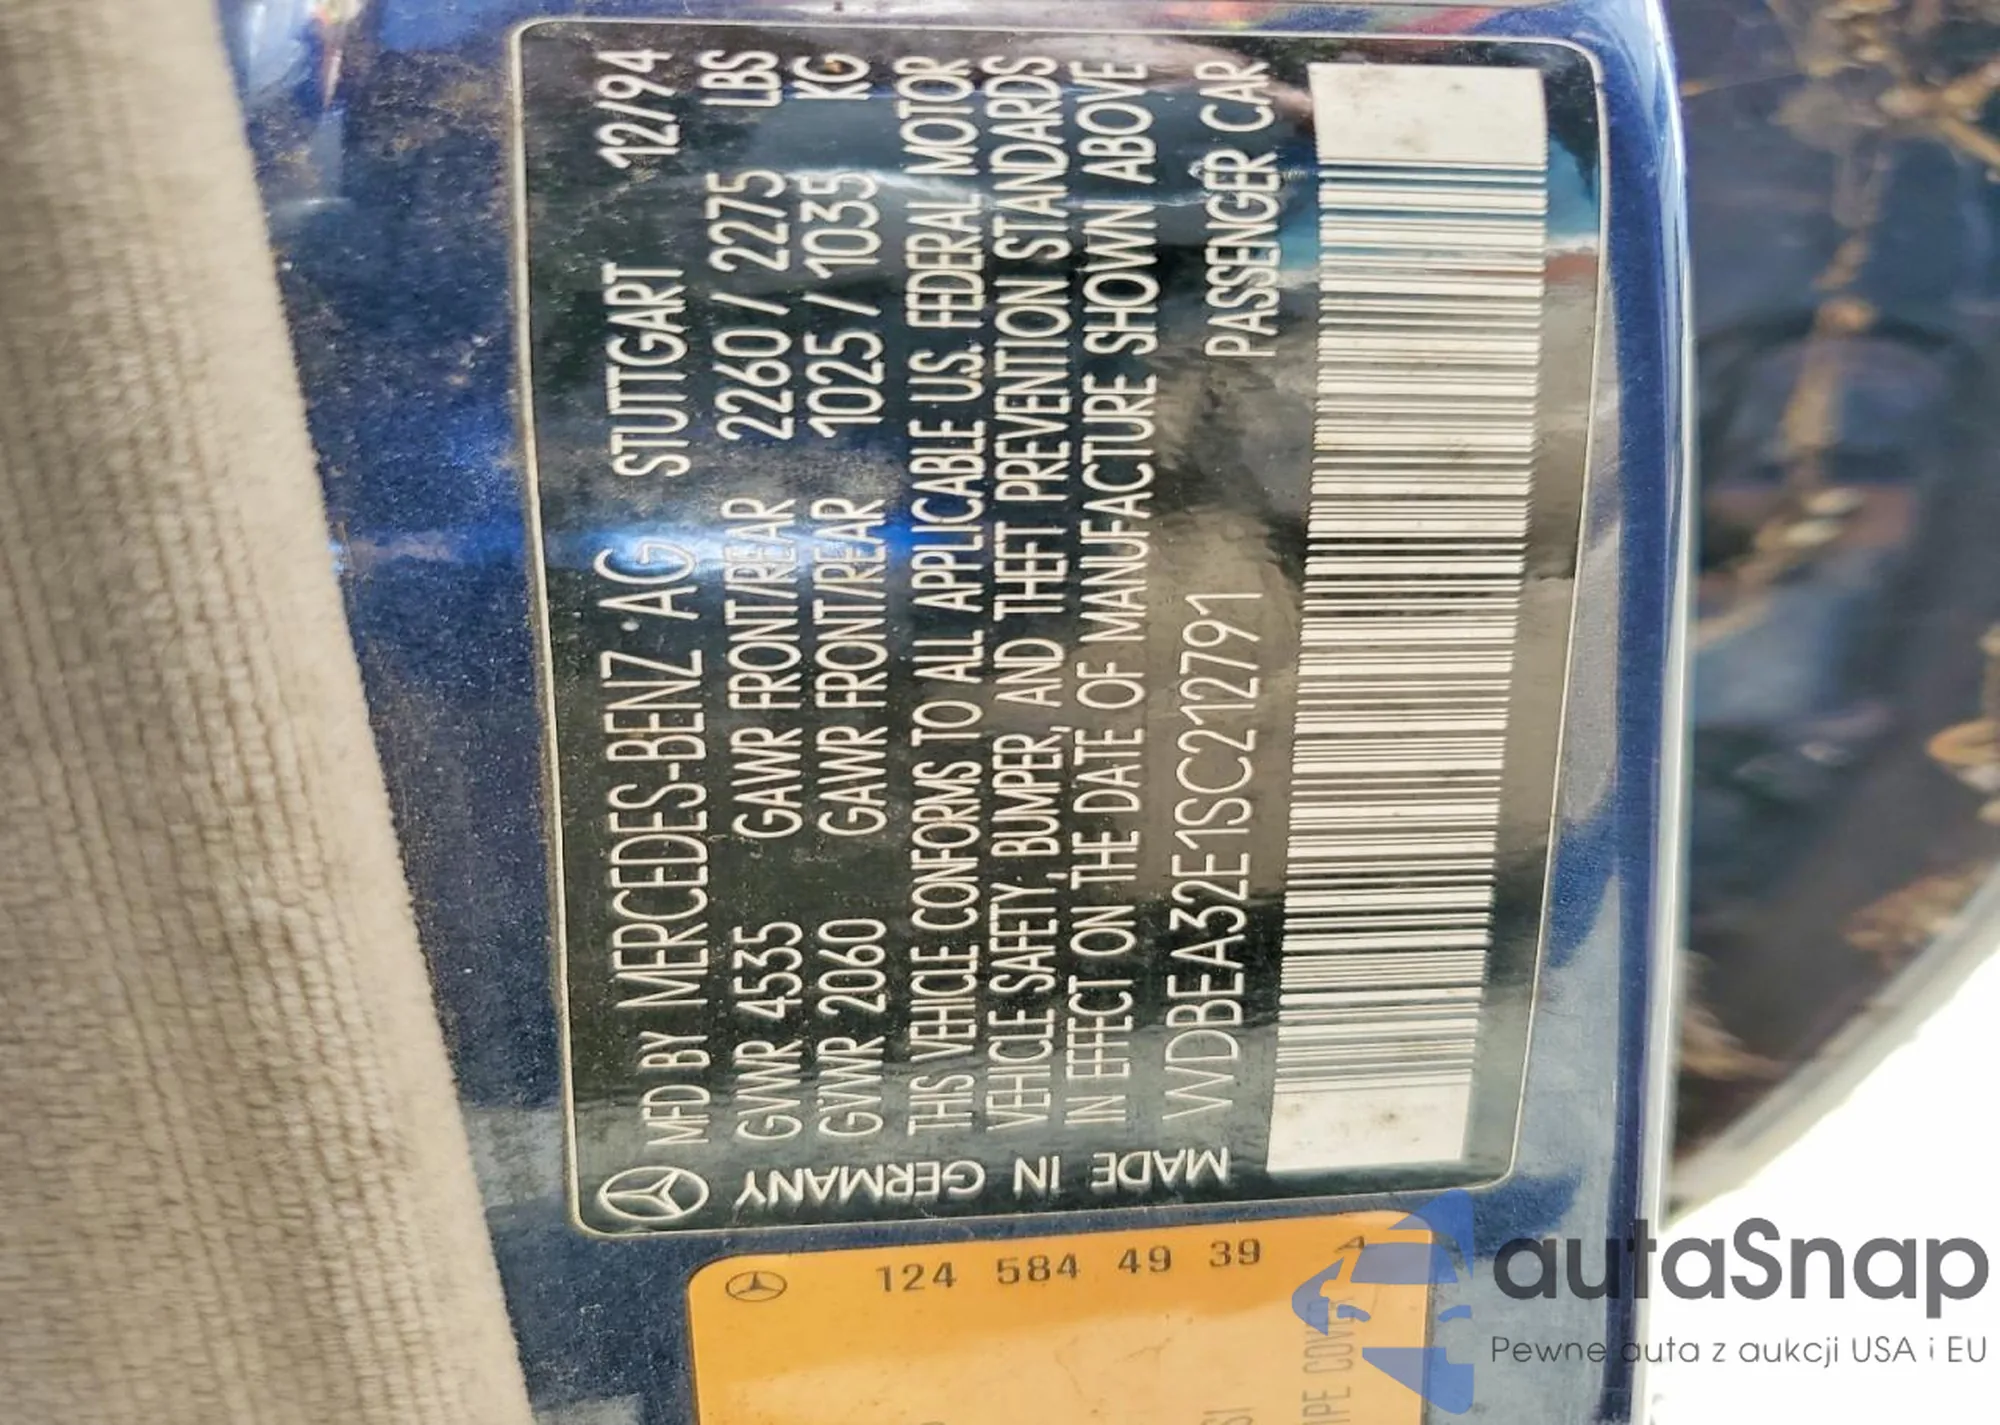 MFD BY MERCEDES-BENZ AG STUTTGART 12/94
GVWR 4535 GAWR FRONT/REAR 2260 / 2275 LBS
GVWR 2060 GAWR FRONT/REAR 1025 / 1035 KG
THIS VEHICLE CONFORMS TO ALL APPLICABLE U.S. FEDERAL MOTOR
VEHICLE SAFETY, BUMPER, AND THEFT PREVENTION STANDARDS
IN EFFECT ON THE DATE OF MANUFACTURE SHOWN ABOVE
WDBEA32E1SC212791 PASSENGER CAR
MADE IN GERMANY
124 584 49 39
autaSnap
Pewne auta z aukcji USA i EU